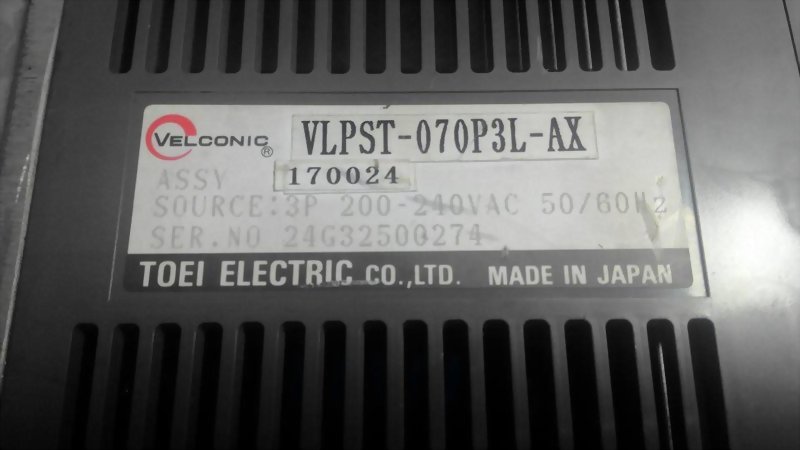 VELCONIC® VLPST-070P3L-AX
ASSY 170024
SOURCE:3P 200-240VAC 50/60Hz
SER.NO 24G32500274
TOEI ELECTRIC CO.,LTD. MADE IN JAPAN